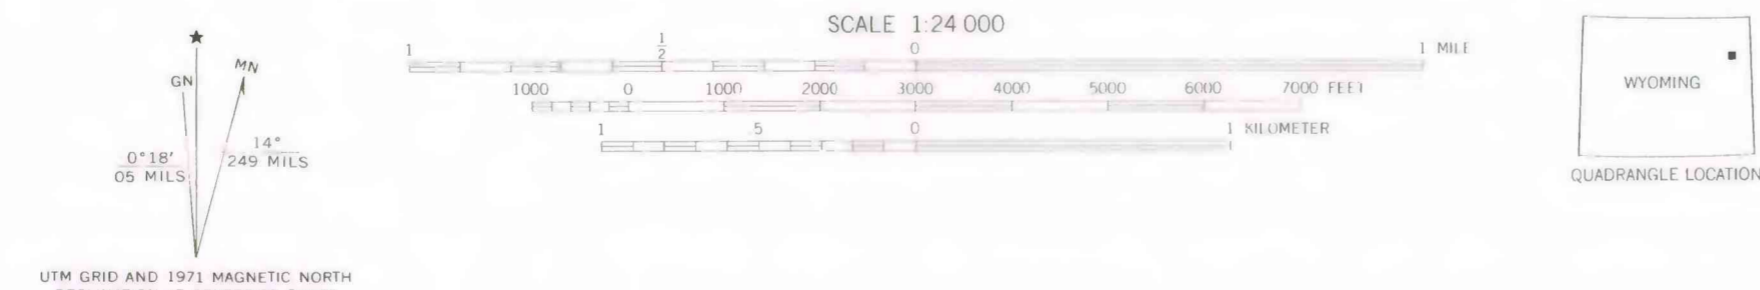 ★
GN
MN
0°18′
05 MILS
14°
249 MILS
UTM GRID AND 1971 MAGNETIC NORTH
SCALE 1:24 000
1 1/2 0 1 MILE
1000 0 1000 2000 3000 4000 5000 6000 7000 FEET
1 .5 0 1 KILOMETER
WYOMING
QUADRANGLE LOCATION